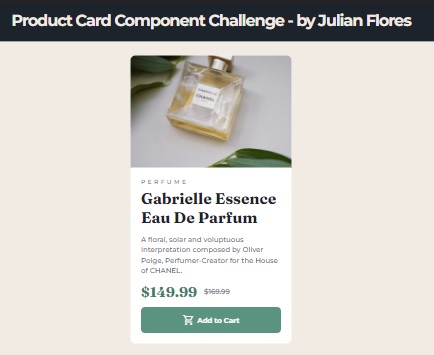 Product Card Component Challenge - by Julian Flores
GABRIELLE
CHANEL
PERFUME
Gabrielle Essence
Eau De Parfum
A floral, solar and voluptuous
interpretation composed by Oliver
Polge, Perfumer-Creator for the House
of CHANEL.
$149.99 $169.99
Add to Cart